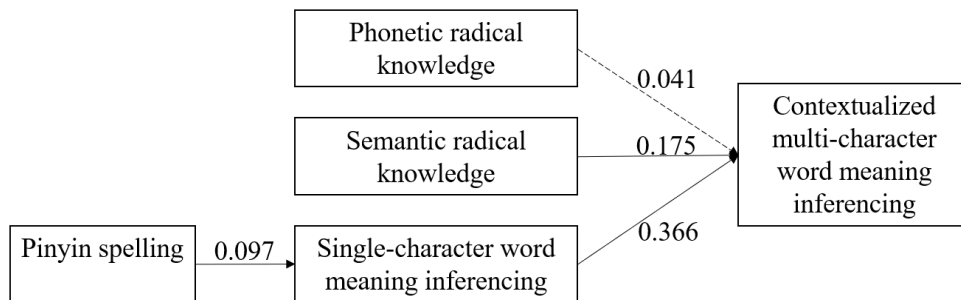 Phonetic radical
knowledge
0.041
Semantic radical
knowledge
0.175
Contextualized
multi-character
word meaning
inferencing
Pinyin spelling
0.097
Single-character word
meaning inferencing
0.366